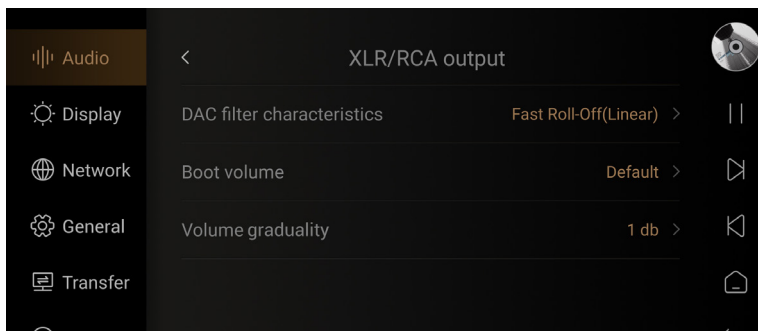 Audio
XLR/RCA output
Display
DAC filter characteristics
Fast Roll-Off(Linear)
Network
Boot volume
Default
General
Volume graduality
1 db
Transfer